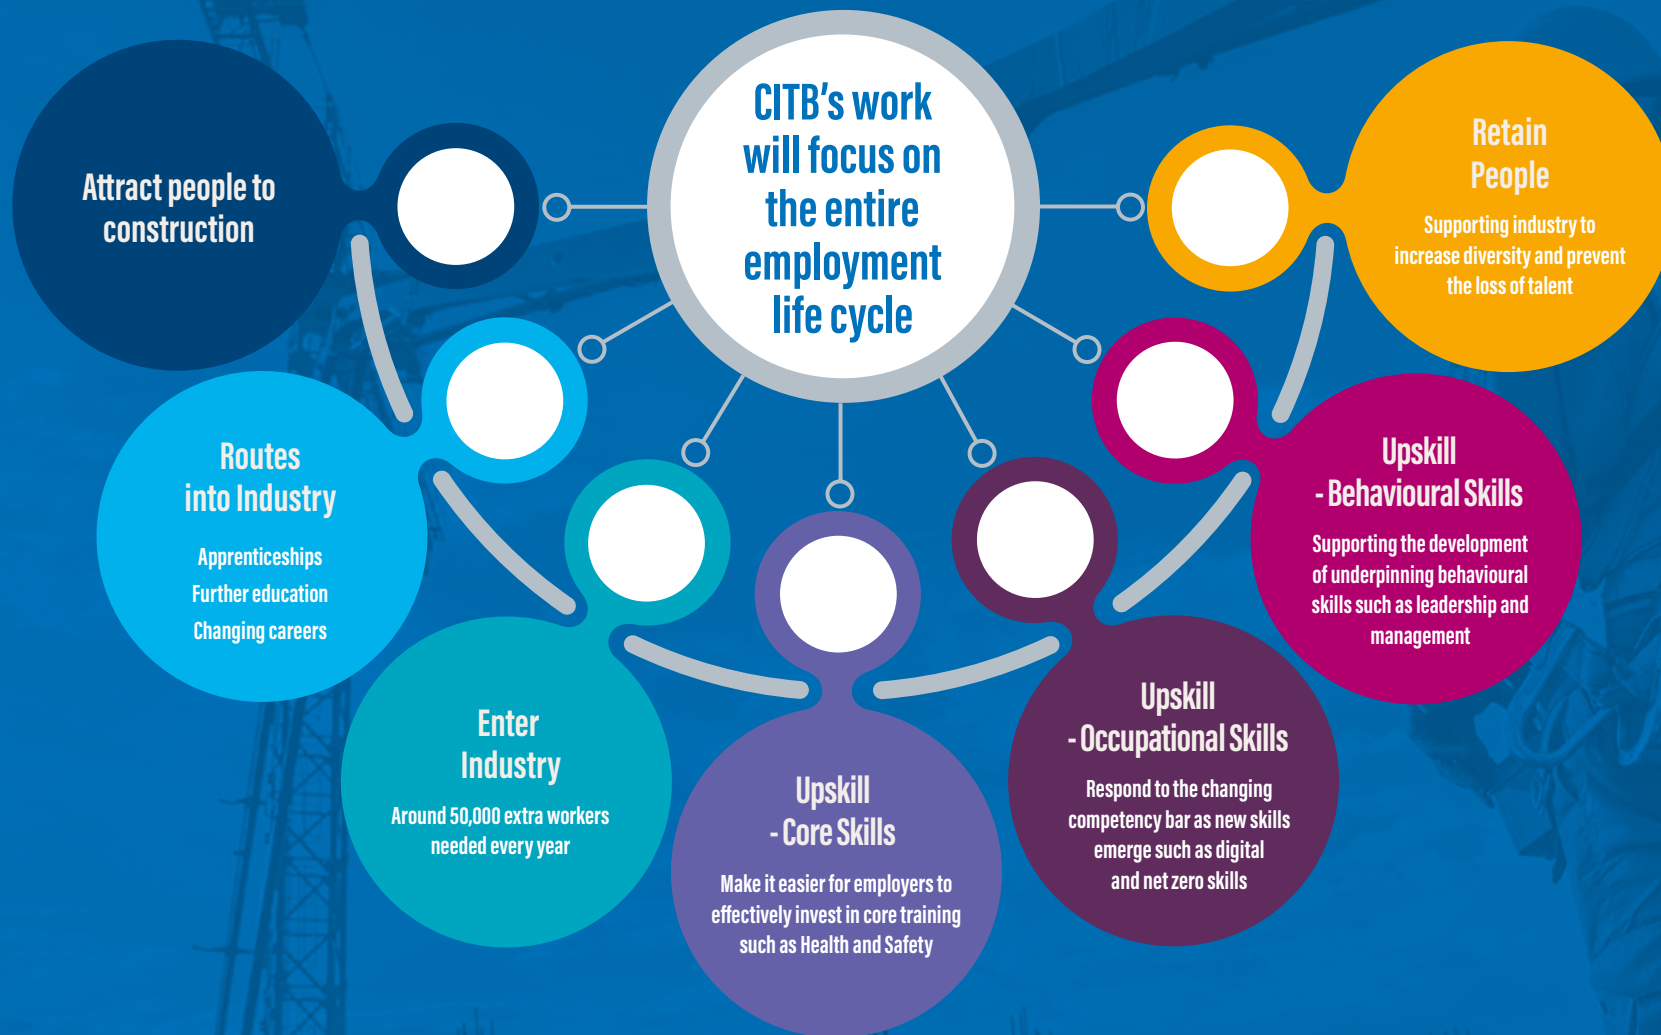 CITB's work
will focus on
the entire
employment
life cycle
Attract people to
construction
Routes
into Industry
Apprenticeships
Further education
Changing careers
Enter
Industry
Around 50,000 extra workers
needed every year
Upskill
- Core Skills
Make it easier for employers to
effectively invest in core training
such as Health and Safety
Upskill
- Occupational Skills
Respond to the changing
competency bar as new skills
emerge such as digital
and net zero skills
Upskill
- Behavioural Skills
Supporting the development
of underpinning behavioural
skills such as leadership and
management
Retain
People
Supporting industry to
increase diversity and prevent
the loss of talent